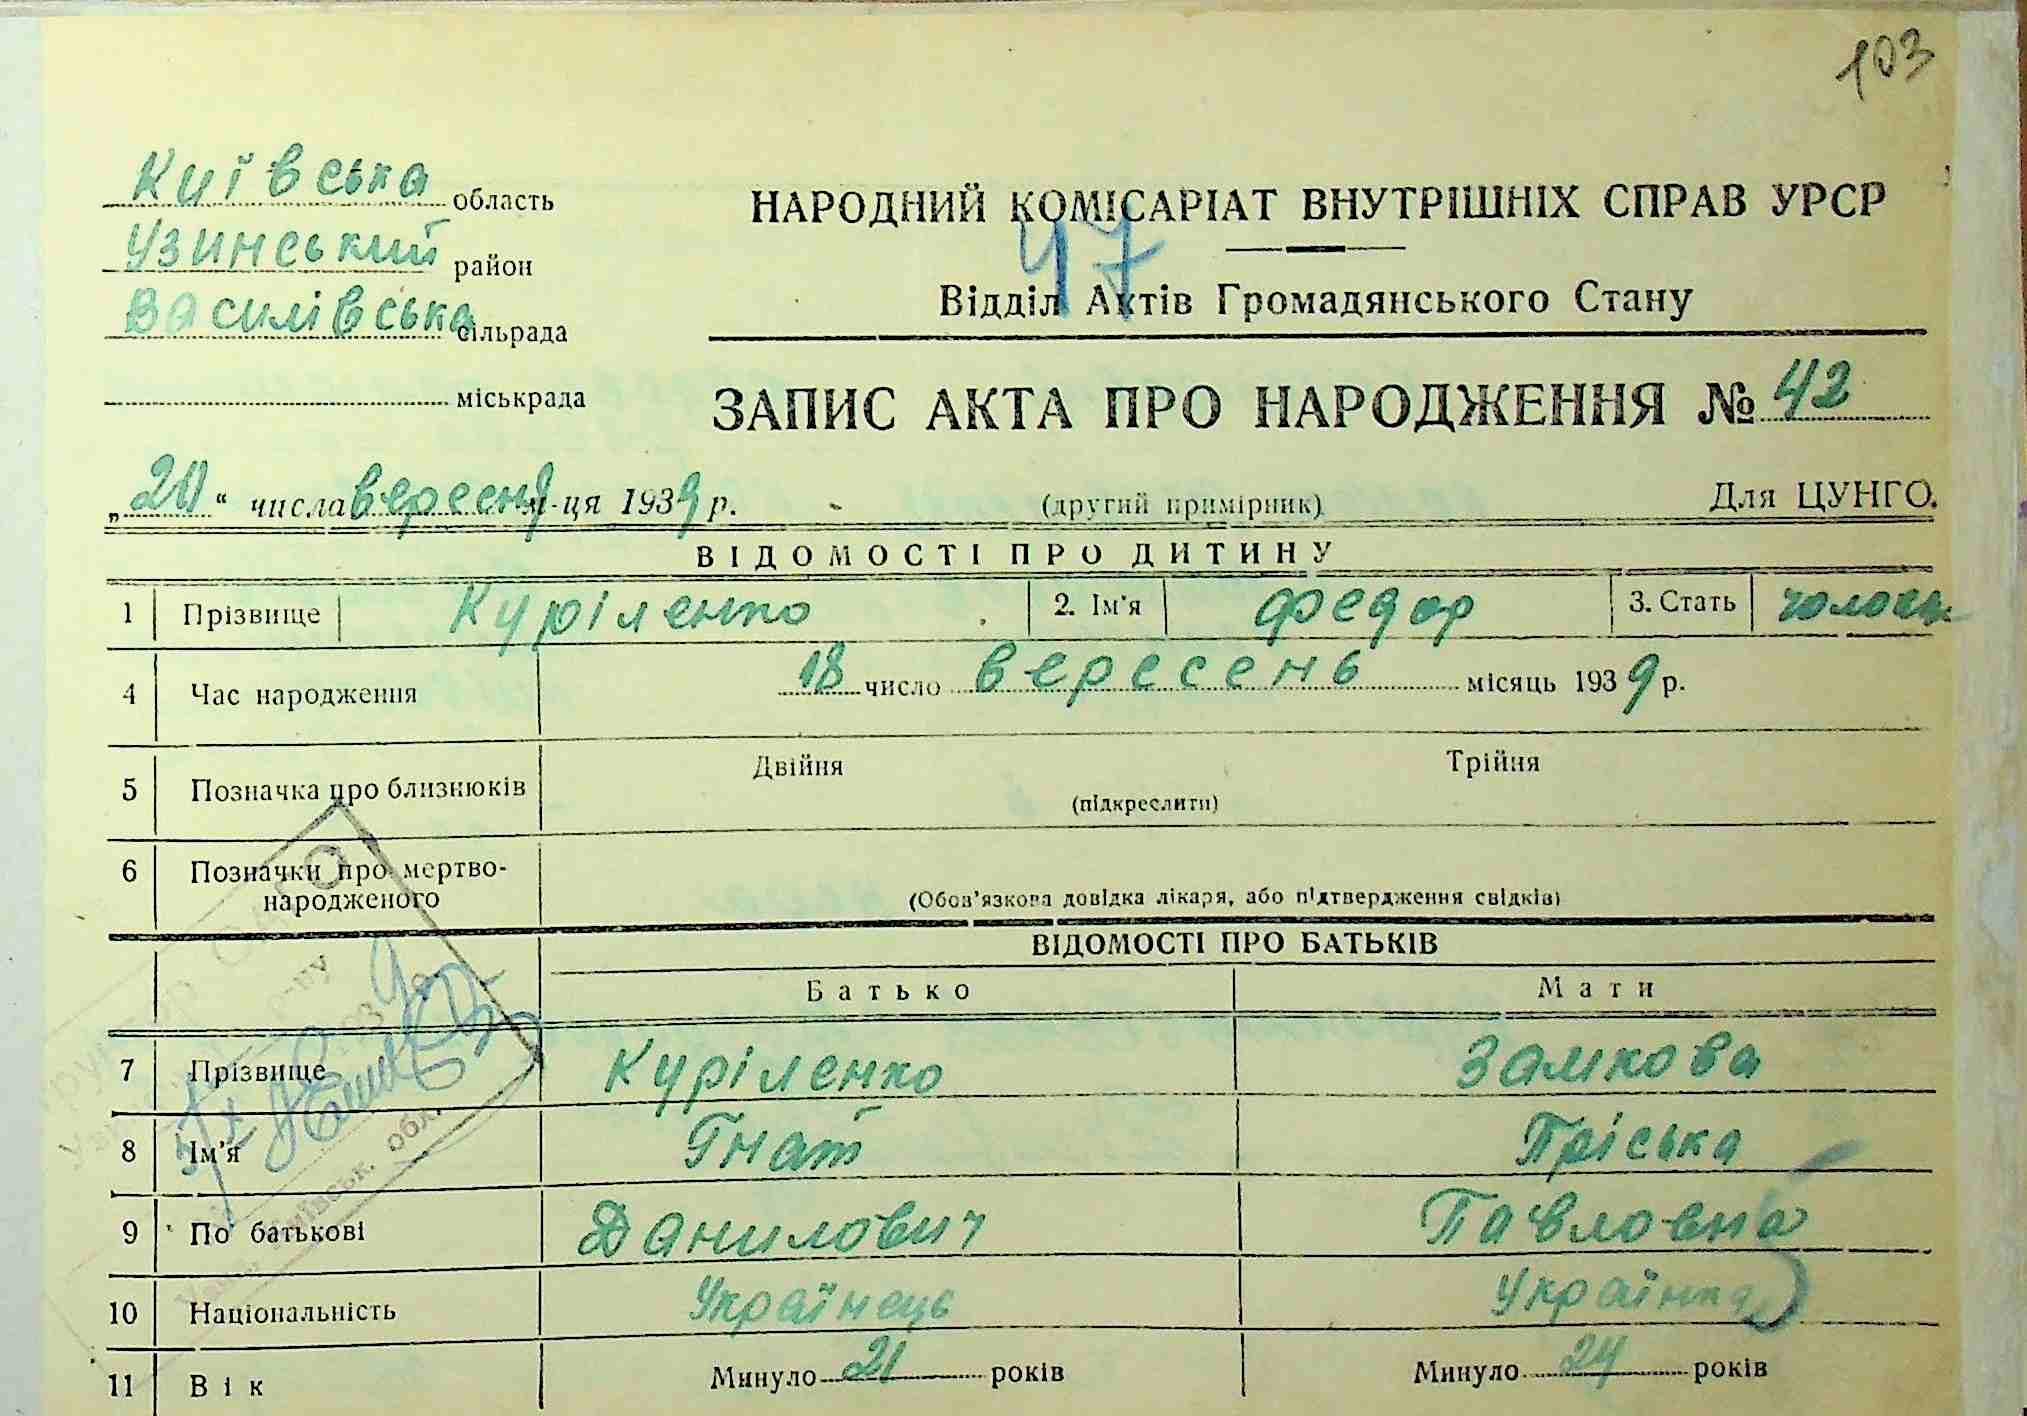 103
Київська область
Узинський район
Василівська сільрада
міськрада
НАРОДНИЙ КОМІСАРІАТ ВНУТРІШНІХ СПРАВ УРСР
47
Відділ Актів Громадянського Стану
ЗАПИС АКТА ПРО НАРОДЖЕННЯ № 42
„20“ числа вересня м-ця 1939 р. (другий примірник) Для ЦУНГО.
ВІДОМОСТІ ПРО ДИТИНУ
1 Прізвище Куріленко 2. Ім'я Федор 3. Стать чолов.
4 Час народження 18 число вересень місяць 1939 р.
5 Позначка про близнюків Двійня Трійня
(підкреслити)
6 Позначки про мертво-
народженого (Обов'язкова довідка лікаря, або підтвердження свідків)
ВІДОМОСТІ ПРО БАТЬКІВ
Батько Мати
7 Прізвище Куріленко Замкова
8 Ім'я Гнат Пріська
9 По батькові Данилович Павловна
10 Національність Українець Українка
11 Вік Минуло 21 років Минуло 24 років
обл.